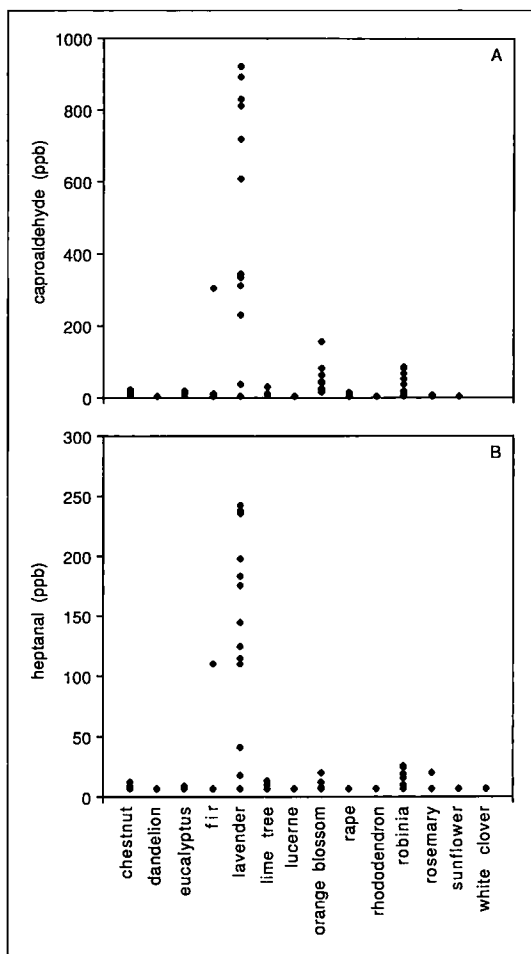 A
1000
800
600
400
200
0
caproaldehyde (ppb)
B
300
250
200
150
100
50
0
heptanal (ppb)
chestnut
dandelion
eucalyptus
fir
lavender
lime tree
lucerne
orange blossom
rape
rhododendron
robinia
rosemary
sunflower
white clover